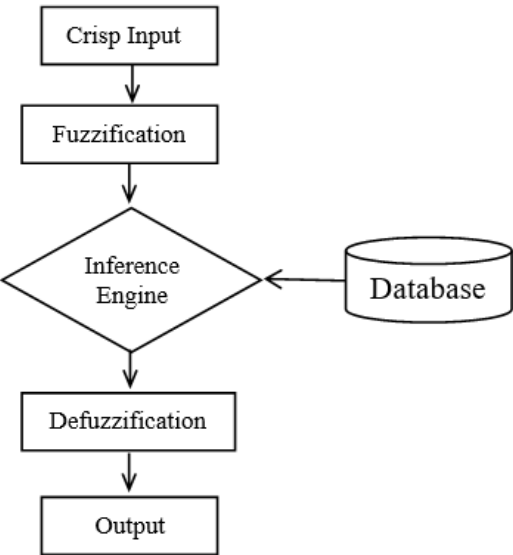 Crisp Input
Fuzzification
Inference
Engine
Database
Defuzzification
Output